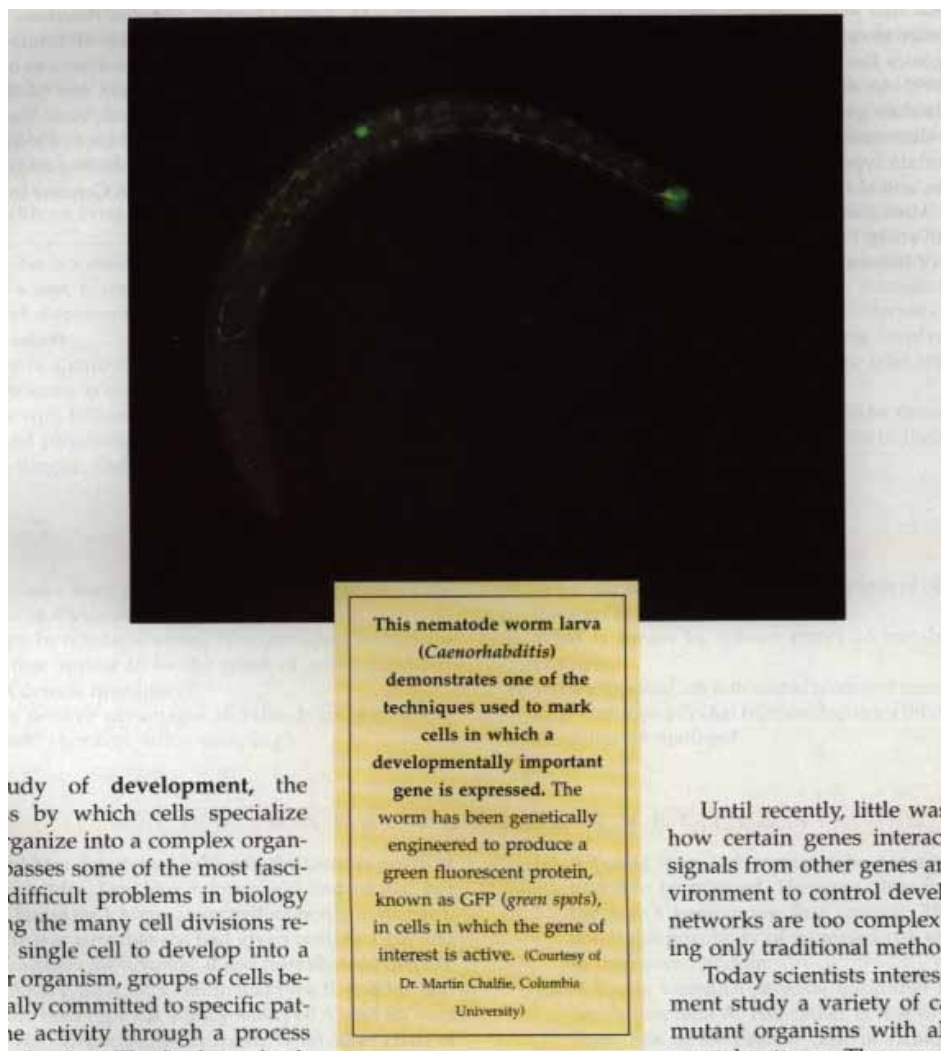 This nematode worm larva
(Caenorhabditis)
demonstrates one of the
techniques used to mark
cells in which a
developmentally important
gene is expressed. The
worm has been genetically
engineered to produce a
green fluorescent protein,
known as GFP (green spots),
in cells in which the gene of
interest is active. (Courtesy of
Dr. Martin Chalfie, Columbia
University)
udy of development, the
s by which cells specialize
rganize into a complex organ-
passes some of the most fasci-
difficult problems in biology
ng the many cell divisions re-
single cell to develop into a
r organism, groups of cells be-
ally committed to specific pat-
ne activity through a process
Until recently, little was
how certain genes interac
signals from other genes an
vironment to control devel
networks are too complex
ing only traditional metho
Today scientists interes
ment study a variety of ca
mutant organisms with al